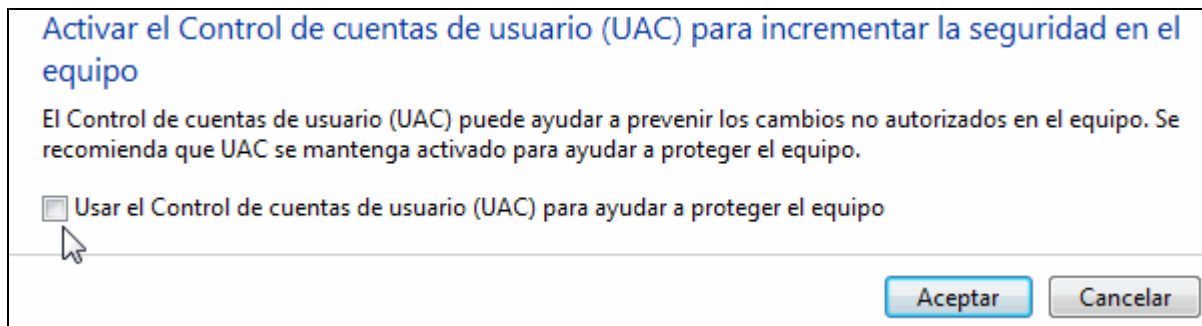 Activar el Control de cuentas de usuario (UAC) para incrementar la seguridad en el
equipo
El Control de cuentas de usuario (UAC) puede ayudar a prevenir los cambios no autorizados en el equipo. Se
recomienda que UAC se mantenga activado para ayudar a proteger el equipo.
Usar el Control de cuentas de usuario (UAC) para ayudar a proteger el equipo
Aceptar Cancelar